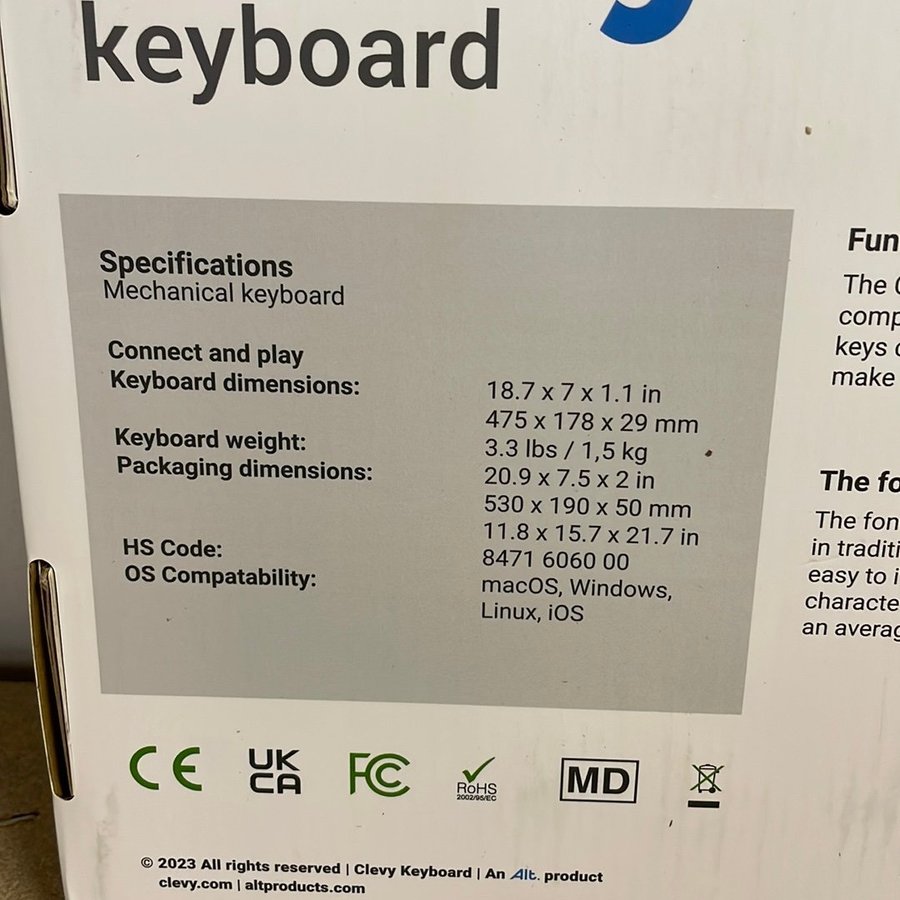 keyboard
Specifications
Mechanical keyboard
Connect and play
Keyboard dimensions: 18.7 x 7 x 1.1 in
475 x 178 x 29 mm
Keyboard weight: 3.3 lbs / 1,5 kg
Packaging dimensions: 20.9 x 7.5 x 2 in
530 x 190 x 50 mm
11.8 x 15.7 x 21.7 in
HS Code: 8471 6060 00
OS Compatability: macOS, Windows,
Linux, iOS
Fun
The
comp
keys
make
The fo
The fon
in traditi
easy to i
characte
an averag
CE UK CA FC RoHS 2002/95/EC MD
© 2023 All rights reserved | Clevy Keyboard | An Alt. product
clevy.com | altproducts.com